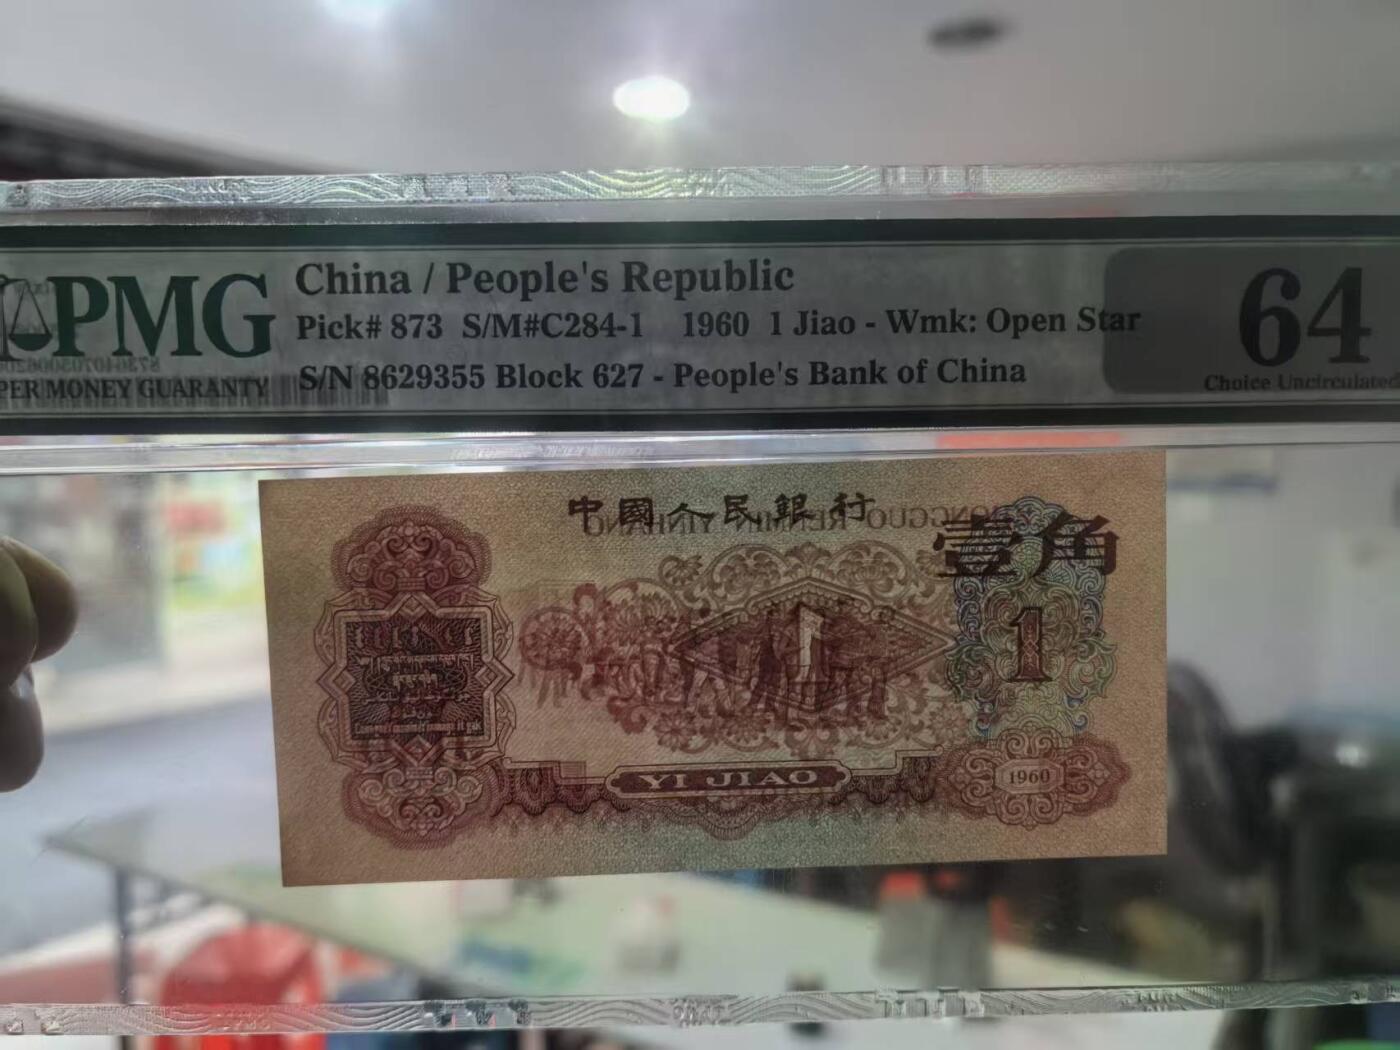 PMG
China / People's Republic
Pick# 873 S/M#C284-1 1960 1 Jiao - Wmk: Open Star
S/N 8629355 Block 627 - People's Bank of China
PER MONEY GUARANTY
64
Choice Uncirculated
中國人民銀行
壹角
1
1
YI JIAO
1960